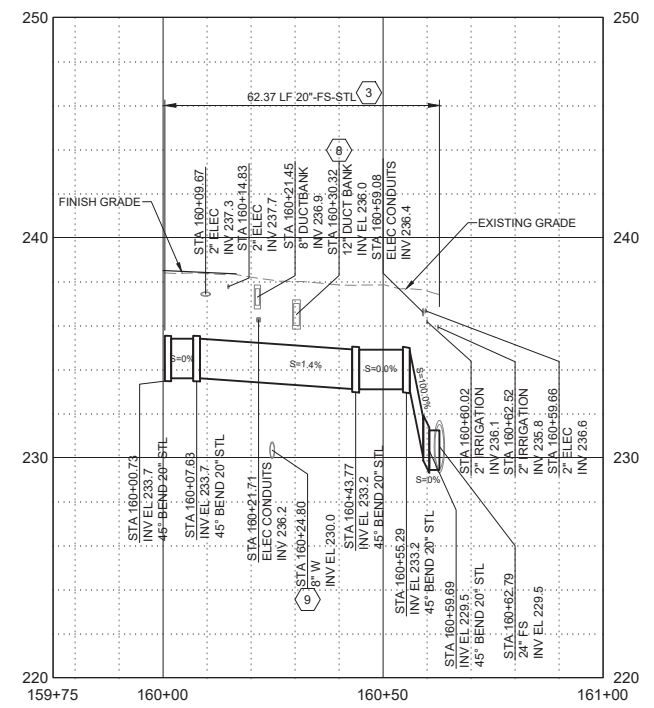 250
250
62.37 LF 20"-FS-STL
3
8
STA 160+09.67
2" ELEC
INV 237.3
STA 160+14.83
2" ELEC
INV 237.7
STA 160+21.45
8" DUCTBANK
INV 236.9
STA 160+30.32
12" DUCT BANK
INV EL 236.0
STA 160+59.08
ELEC CONDUITS
INV 236.4
FINISH GRADE
EXISTING GRADE
240
240
S=0%
S=1.4%
S=0.0%
S=100.0%
S=0%
230
230
STA 160+00.73
INV EL 233.7
45° BEND 20" STL
STA 160+07.63
INV EL 233.7.
45° BEND 20" STL
STA 160+21.71
ELEC CONDUITS
INV 236.2
STA 160+24.80
8" W
INV EL 230.0
9
STA 160+43.77
INV EL 233.2
45° BEND 20" STL
STA 160+55.29
INV EL 233.2
45° BEND 20" STL
STA 160+59.69
INV EL 229.5
45° BEND 20" STL
STA 160+62.79
24" FS
INV EL 229.5
STA 160+60.02
2" IRRIGATION
INV 236.1
STA 160+62.52
2" IRRIGATION
INV 235.8
STA 160+59.66
2" ELEC
INV 236.6
220
220
159+75
160+00
160+50
161+00